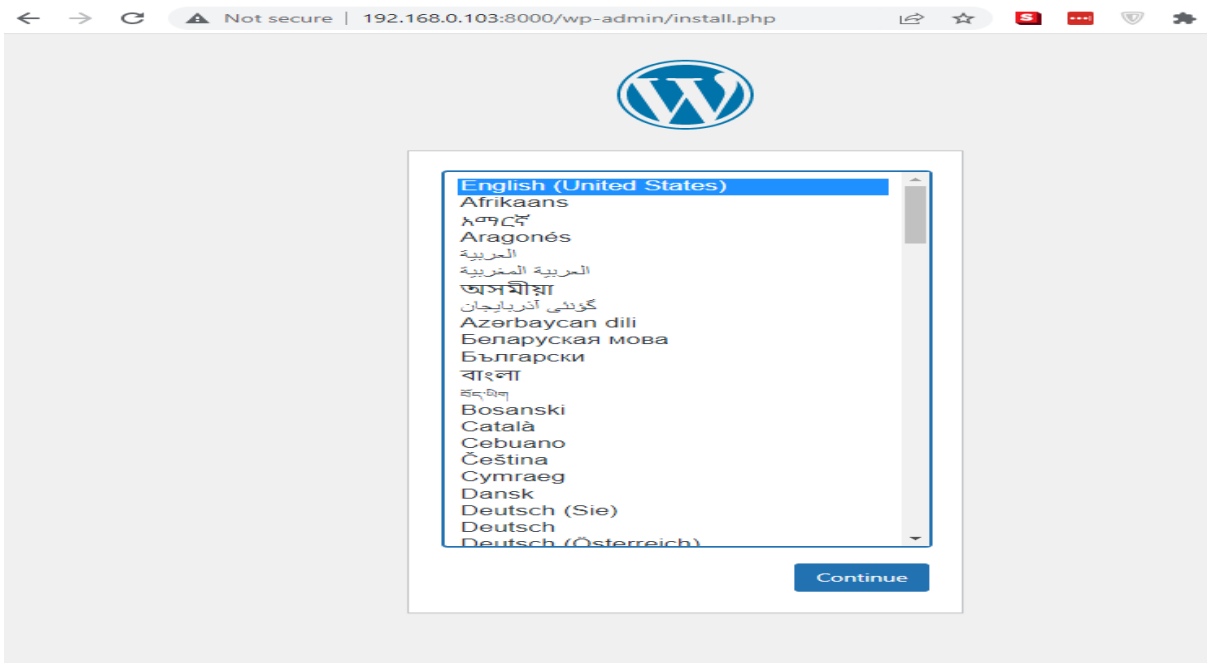 Not secure | 192.168.0.103:8000/wp-admin/install.php
English (United States)
Afrikaans
አማርኛ
Aragonés
العربية
العربية المغربية
অসমীয়া
گؤنئی آذربایجان
Azərbaycan dili
Беларуская мова
Български
বাংলা
བོད་ཡིག
Bosanski
Català
Cebuano
Čeština
Cymraeg
Dansk
Deutsch (Sie)
Deutsch
Deutsch (Österreich)
Continue